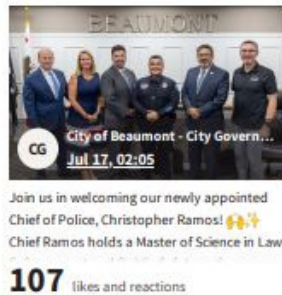 BEAUMONT
CG
City of Beaumont - City Govern...
Jul 17, 02:05
Join us in welcoming our newly appointed
Chief of Police, Christopher Ramos! 🙌✨
Chief Ramos holds a Master of Science in Law
107 likes and reactions